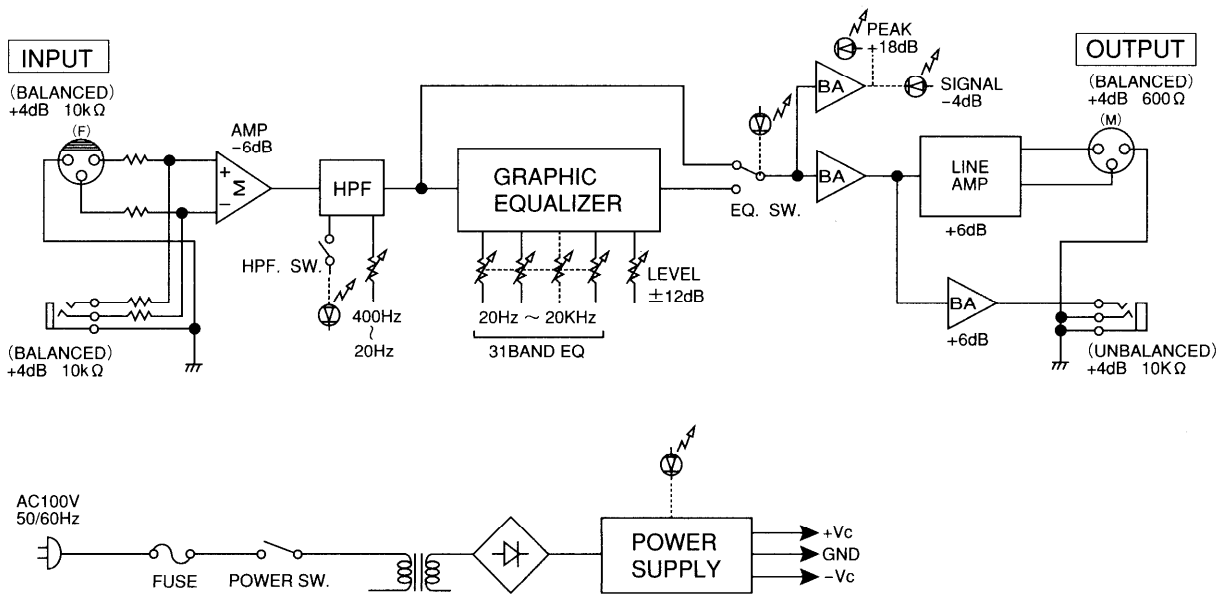 INPUT
(BALANCED)
+4dB 10kΩ
(F)
AMP
−6dB
+
M
−
HPF
HPF. SW.
400Hz
~
20Hz
(BALANCED)
+4dB 10kΩ
GRAPHIC
EQUALIZER
20Hz ~ 20KHz
31BAND EQ
LEVEL
±12dB
EQ. SW.
PEAK
+18dB
BA
SIGNAL
−4dB
BA
LINE
AMP
+6dB
BA
+6dB
OUTPUT
(BALANCED)
+4dB 600Ω
(M)
(UNBALANCED)
+4dB 10KΩ
AC100V
50/60Hz
FUSE
POWER SW.
POWER
SUPPLY
+Vc
GND
−Vc